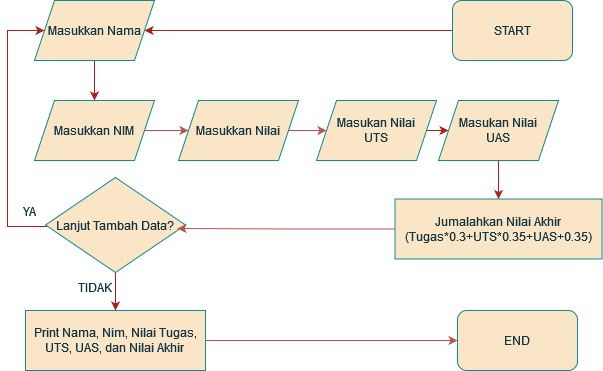 START
Masukkan Nama
Masukkan NIM
Masukkan Nilai
Masukan Nilai
UTS
Masukan Nilai
UAS
Jumalahkan Nilai Akhir
(Tugas*0.3+UTS*0.35+UAS+0.35)
Lanjut Tambah Data?
YA
TIDAK
Print Nama, Nim, Nilai Tugas,
UTS, UAS, dan Nilai Akhir
END